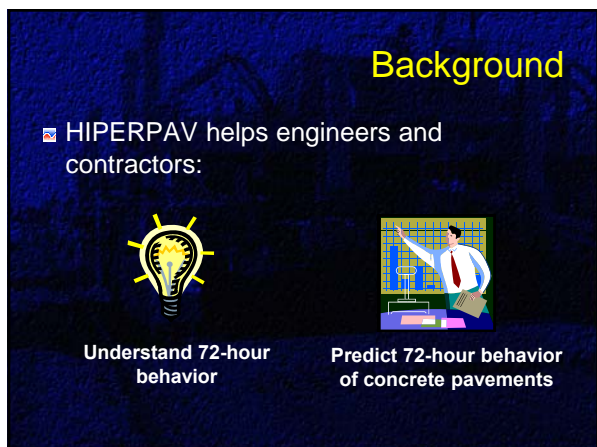 Background
HIPERPAV helps engineers and
contractors:
Understand 72-hour
behavior
Predict 72-hour behavior
of concrete pavements